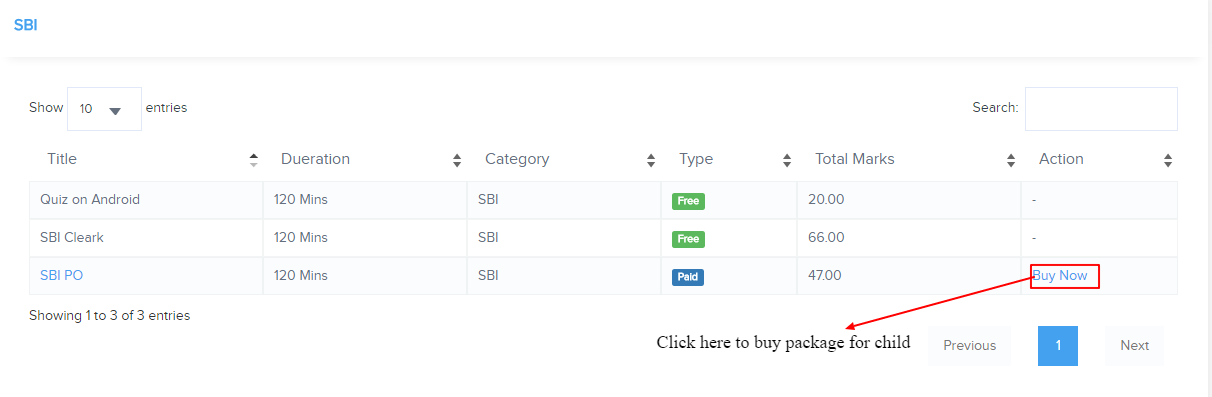 SBI
Show 10 entries Search:
Title Dueration Category Type Total Marks Action
Quiz on Android 120 Mins SBI Free 20.00 -
SBI Cleark 120 Mins SBI Free 66.00 -
SBI PO 120 Mins SBI Paid 47.00 Buy Now
Showing 1 to 3 of 3 entries
Click here to buy package for child Previous 1 Next